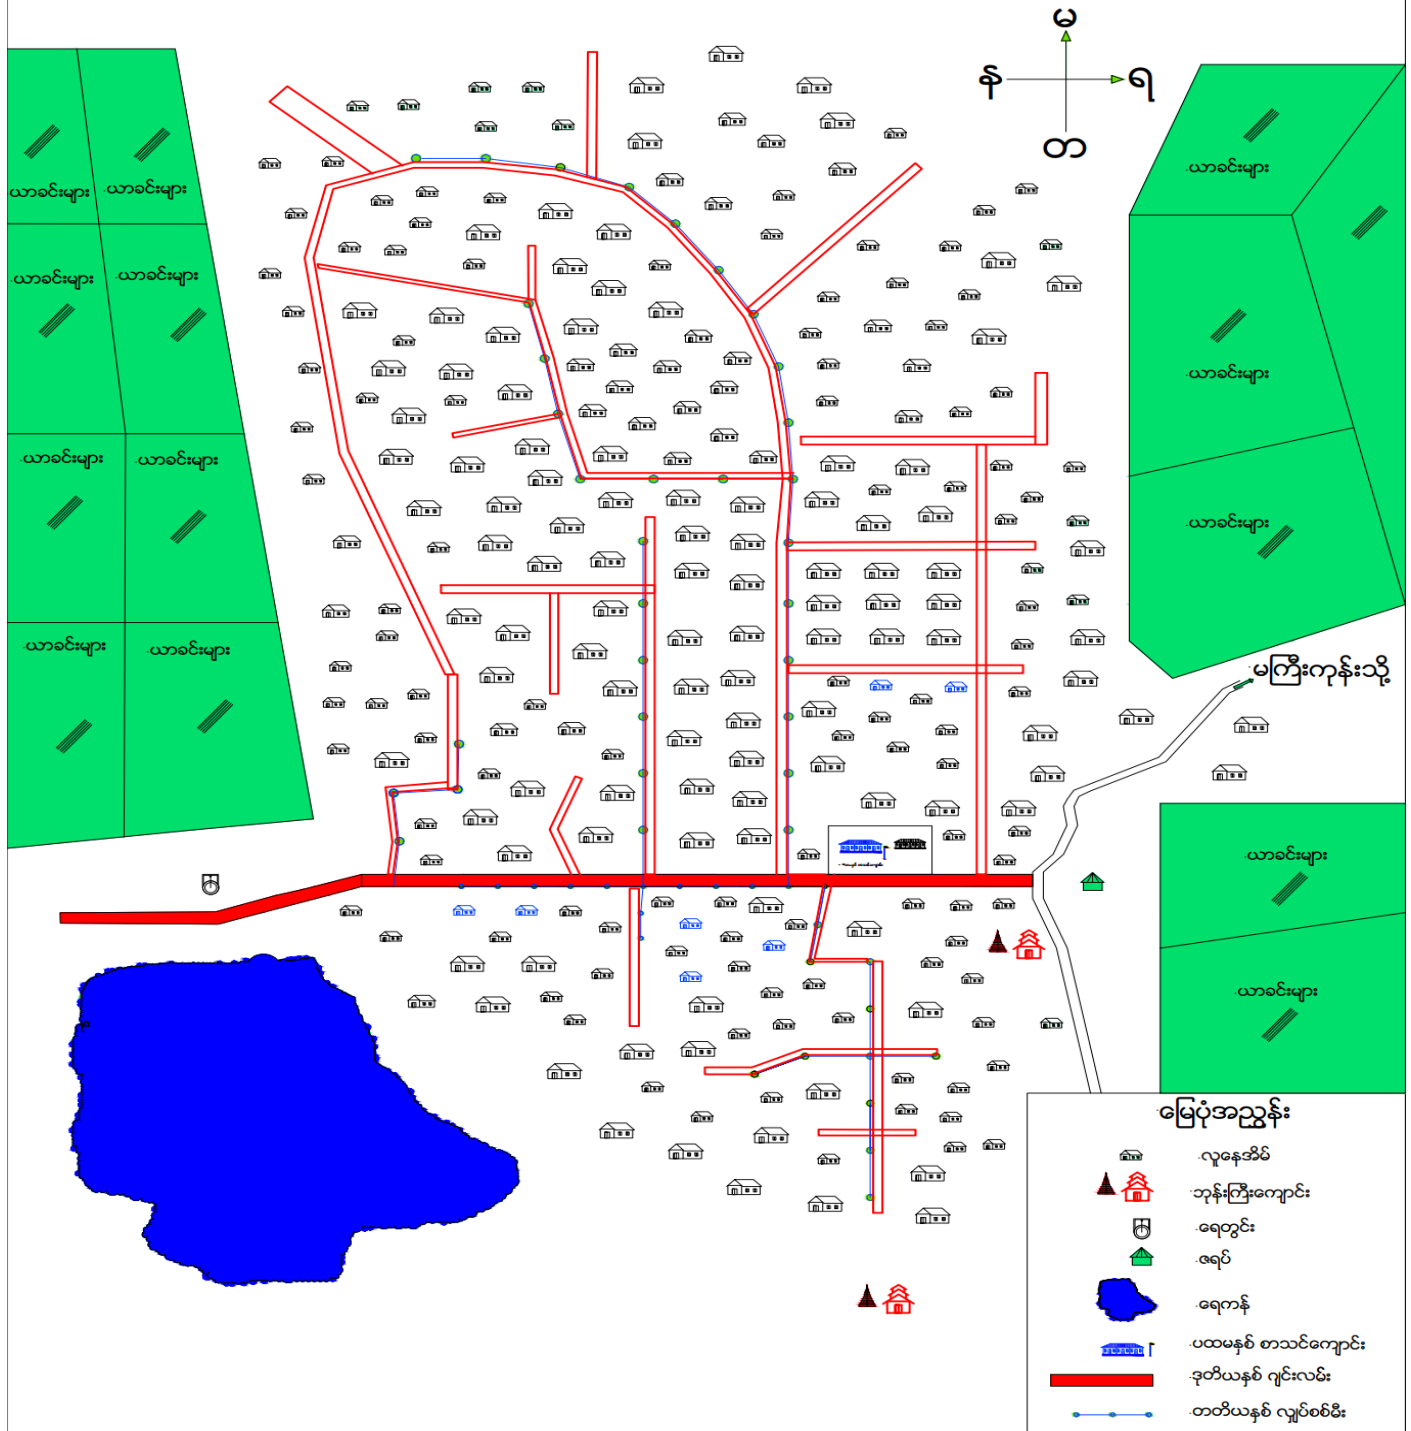 မ
န
ရ
တ
ယာခင်းများ
ယာခင်းများ
ယာခင်းများ
ယာခင်းများ
ယာခင်းများ
ယာခင်းများ
ယာခင်းများ
ယာခင်းများ
ယာခင်းများ
ယာခင်းများ
ယာခင်းများ
မကြီးကုန်းသို့
ယာခင်းများ
ယာခင်းများ
မြေပုံအညွှန်း
လူနေအိမ်
ဘုန်းကြီးကျောင်း
ရေတွင်း
ဇရပ်
ရေကန်
ပထမနှစ် စာသင်ကျောင်း
ဒုတိယနှစ် ဂျင်းလမ်း
တတိယနှစ် လျှပ်စစ်မီး